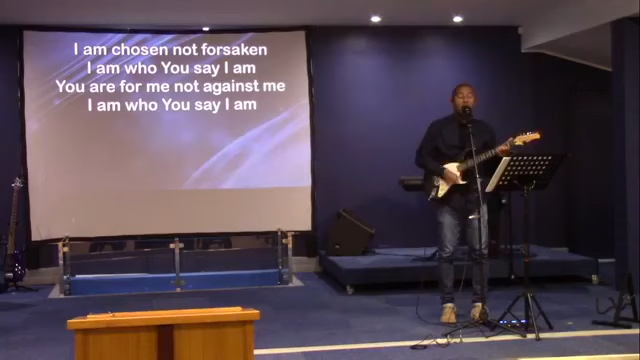 I am chosen not forsaken
I am who You say I am
You are for me not against me
I am who You say I am